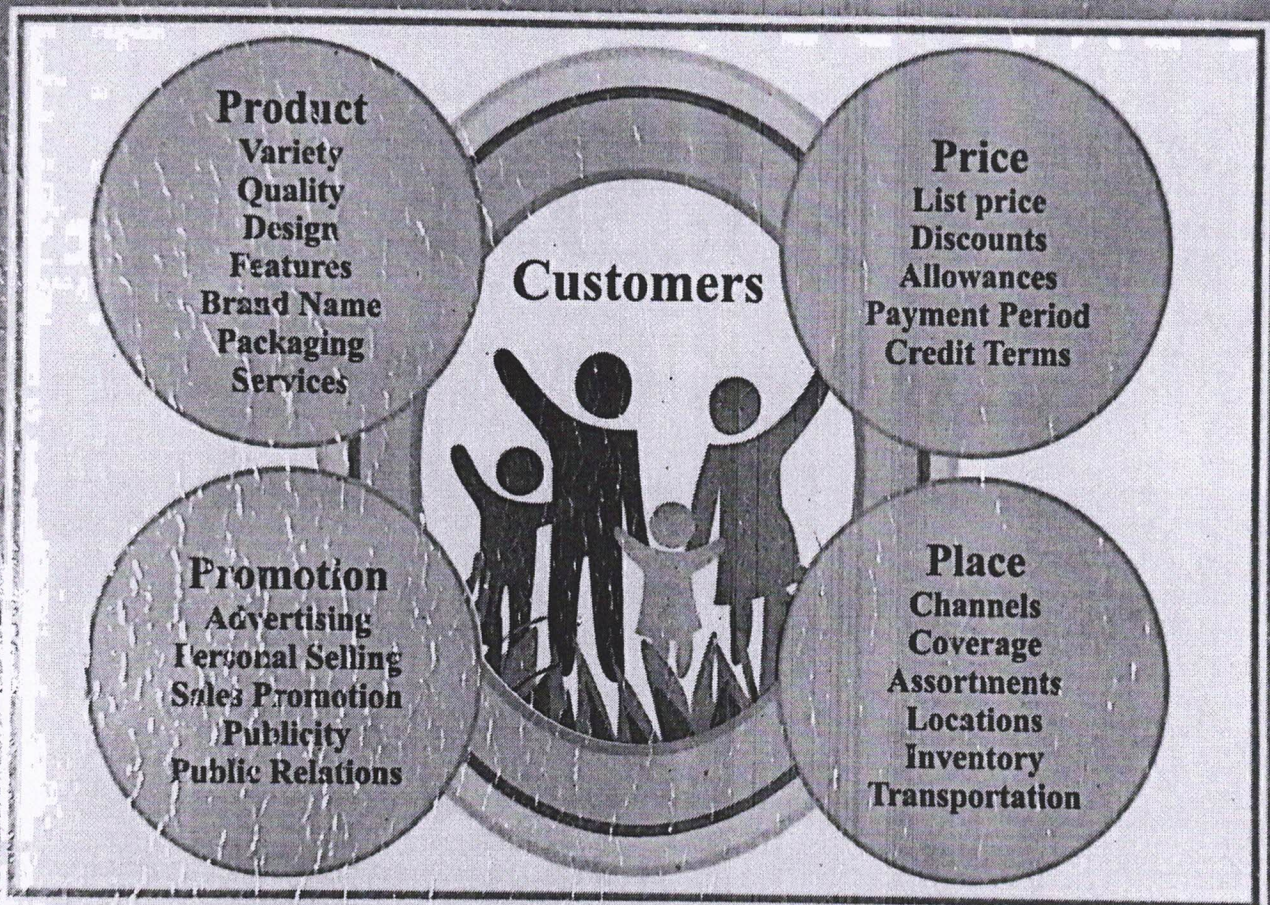 Product
Variety
Quality
Design
Features
Brand Name
Packaging
Services
Customers
Price
List price
Discounts
Allowances
Payment Period
Credit Terms
Promotion
Advertising
Personal Selling
Sales Promotion
Publicity
Public Relations
Place
Channels
Coverage
Assortments
Locations
Inventory
Transportation